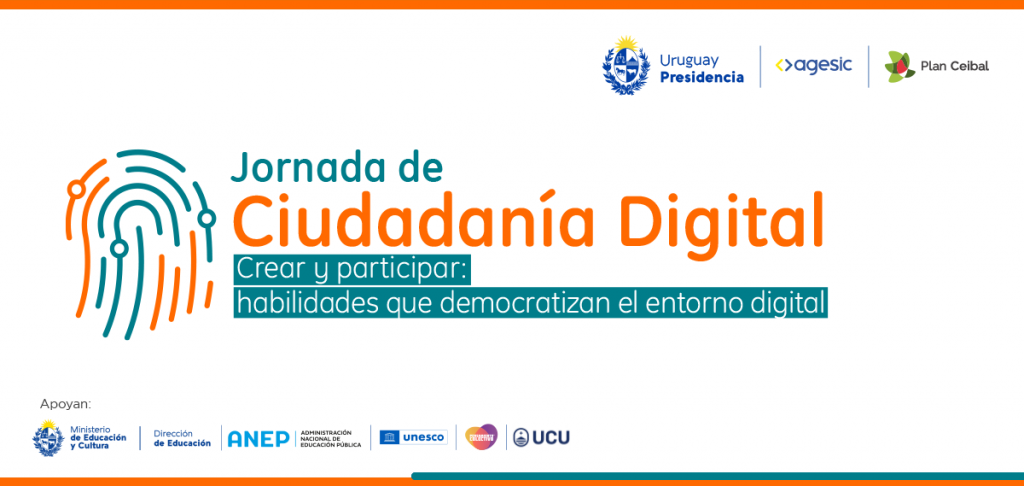 Uruguay
Presidencia
agesic
Plan Ceibal
Jornada de
Ciudadanía Digital
Crear y participar:
habilidades que democratizan el entorno digital
Apoyan:
Ministerio
de Educación
y Cultura
Dirección
de Educación
ANEP
ADMINISTRACIÓN
NACIONAL DE
EDUCACIÓN PÚBLICA
unesco
UCU